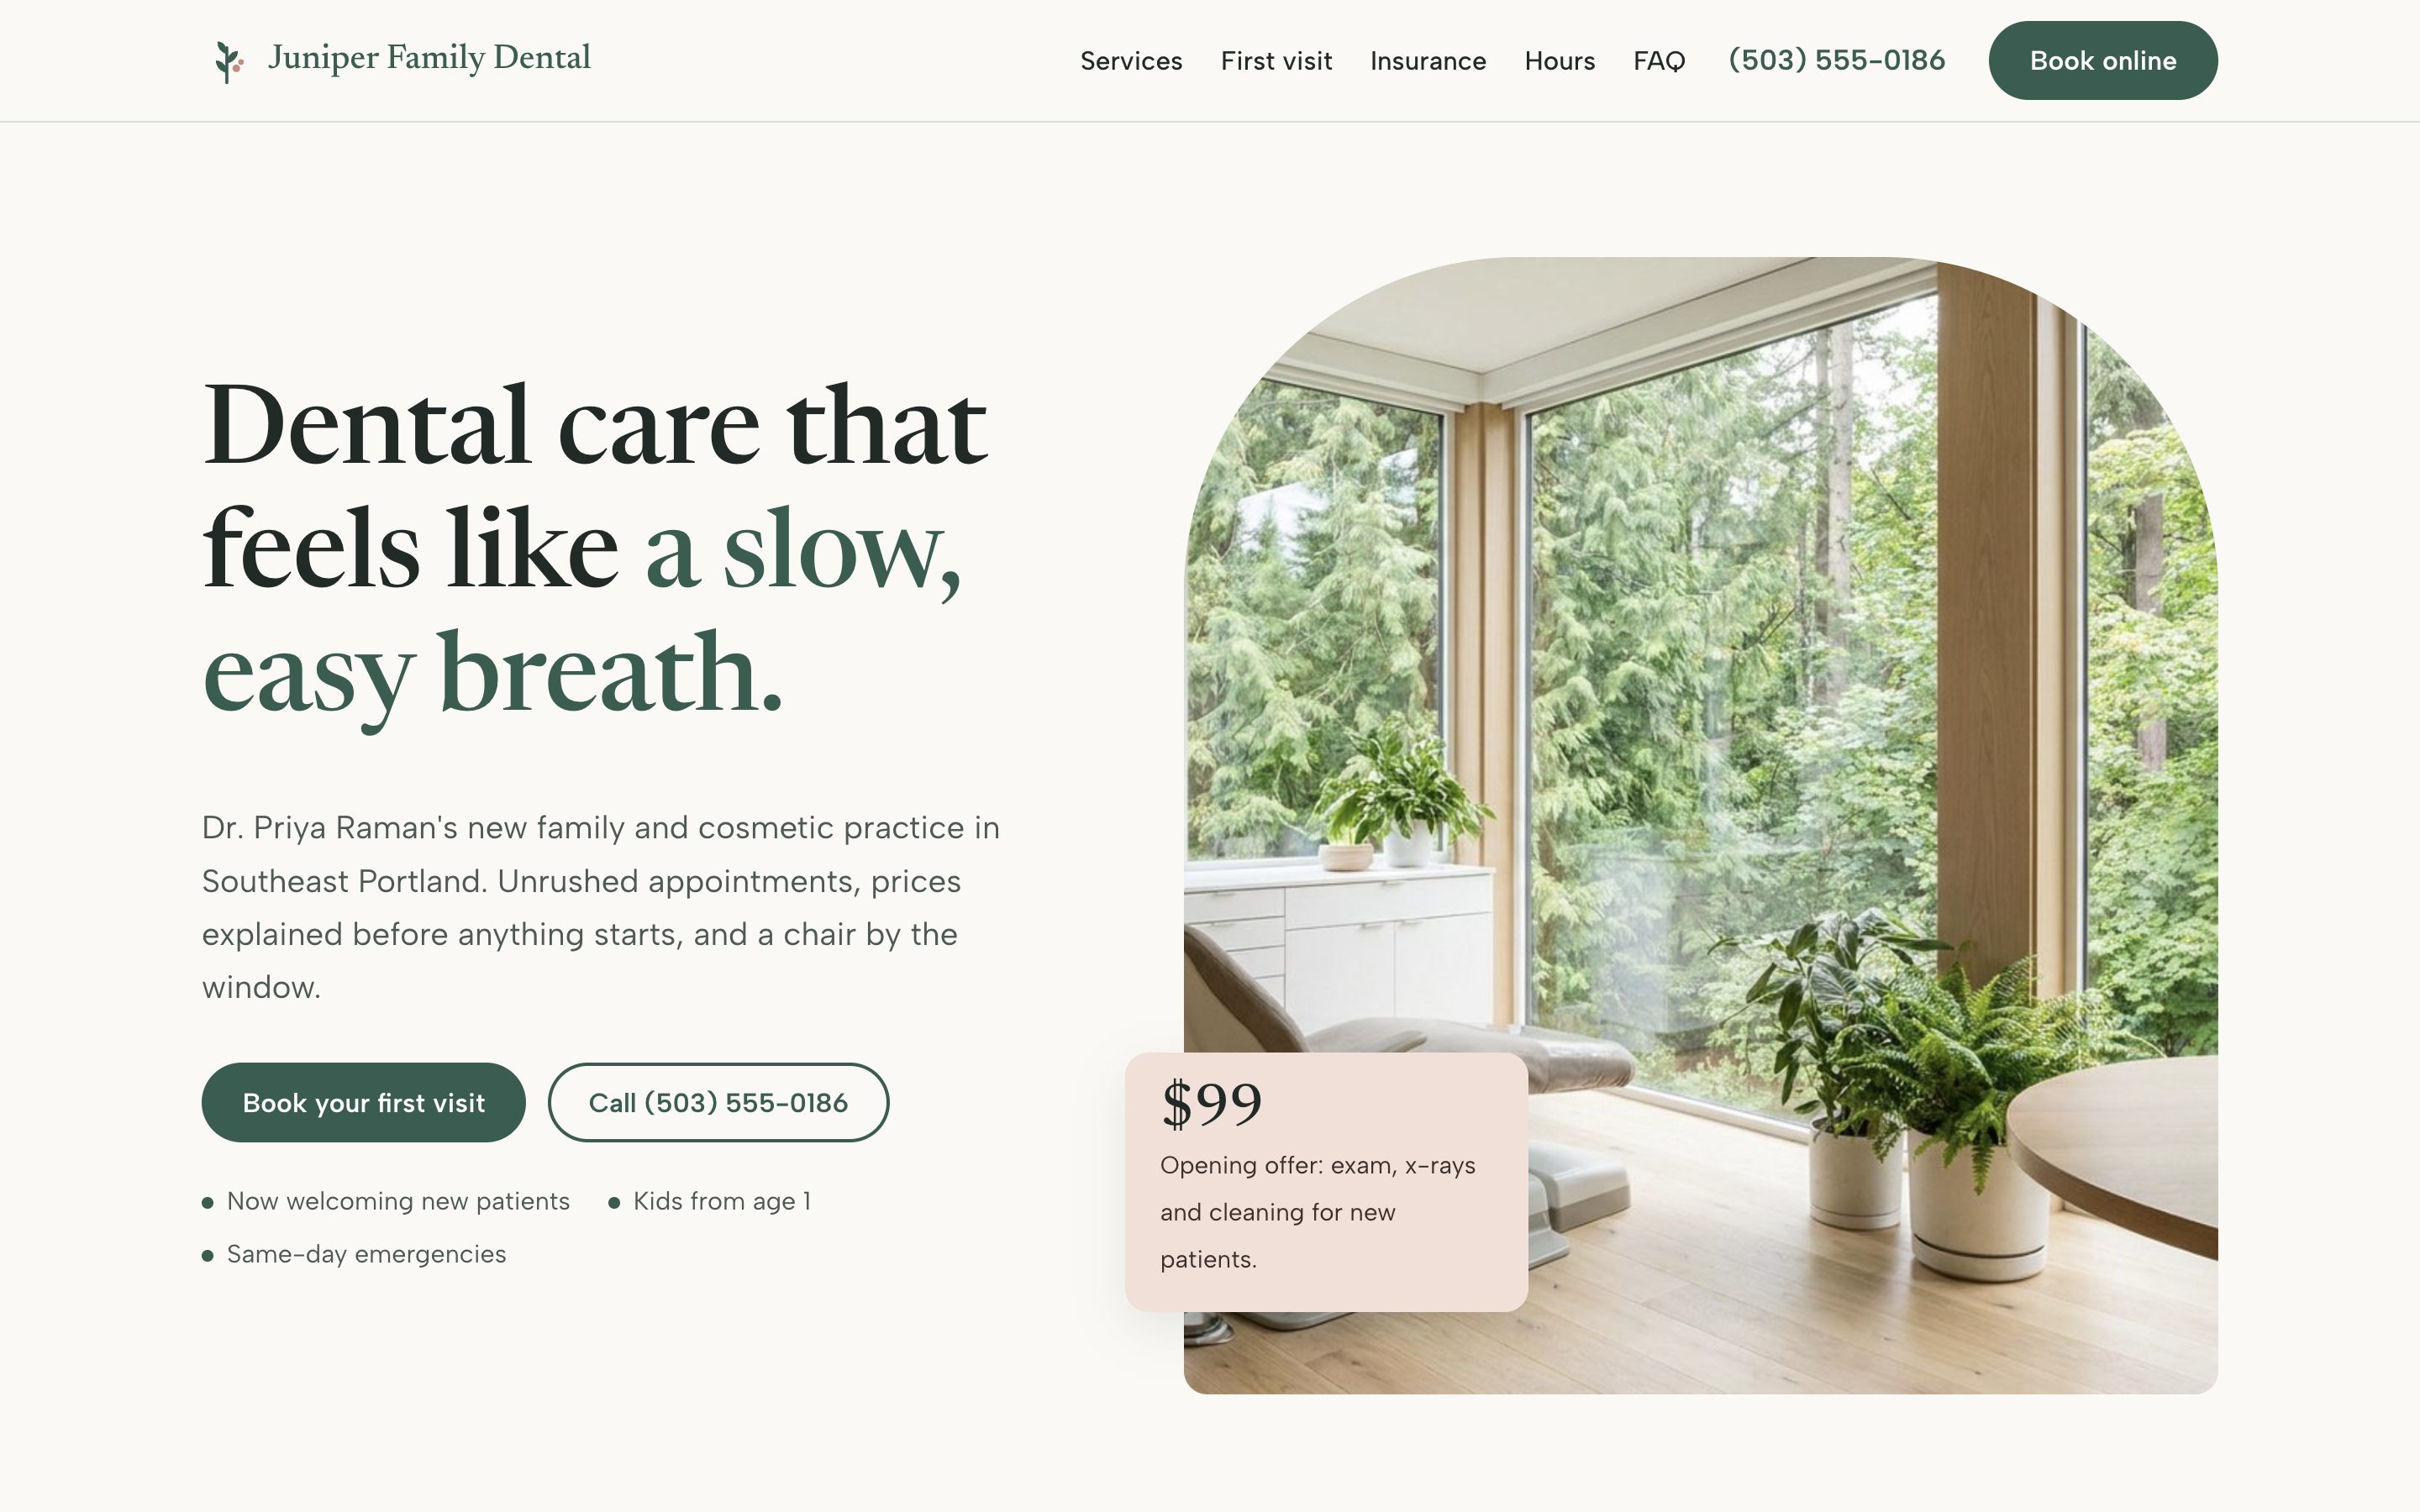 Juniper Family Dental
Services
First visit
Insurance
Hours
FAQ
(503) 555-0186
Book online
Dental care that
feels like a slow,
easy breath.
Dr. Priya Raman's new family and cosmetic practice in
Southeast Portland. Unrushed appointments, prices
explained before anything starts, and a chair by the
window.
Book your first visit
Call (503) 555-0186
Now welcoming new patients
Kids from age 1
Same-day emergencies
$99
Opening offer: exam, x-rays
and cleaning for new
patients.